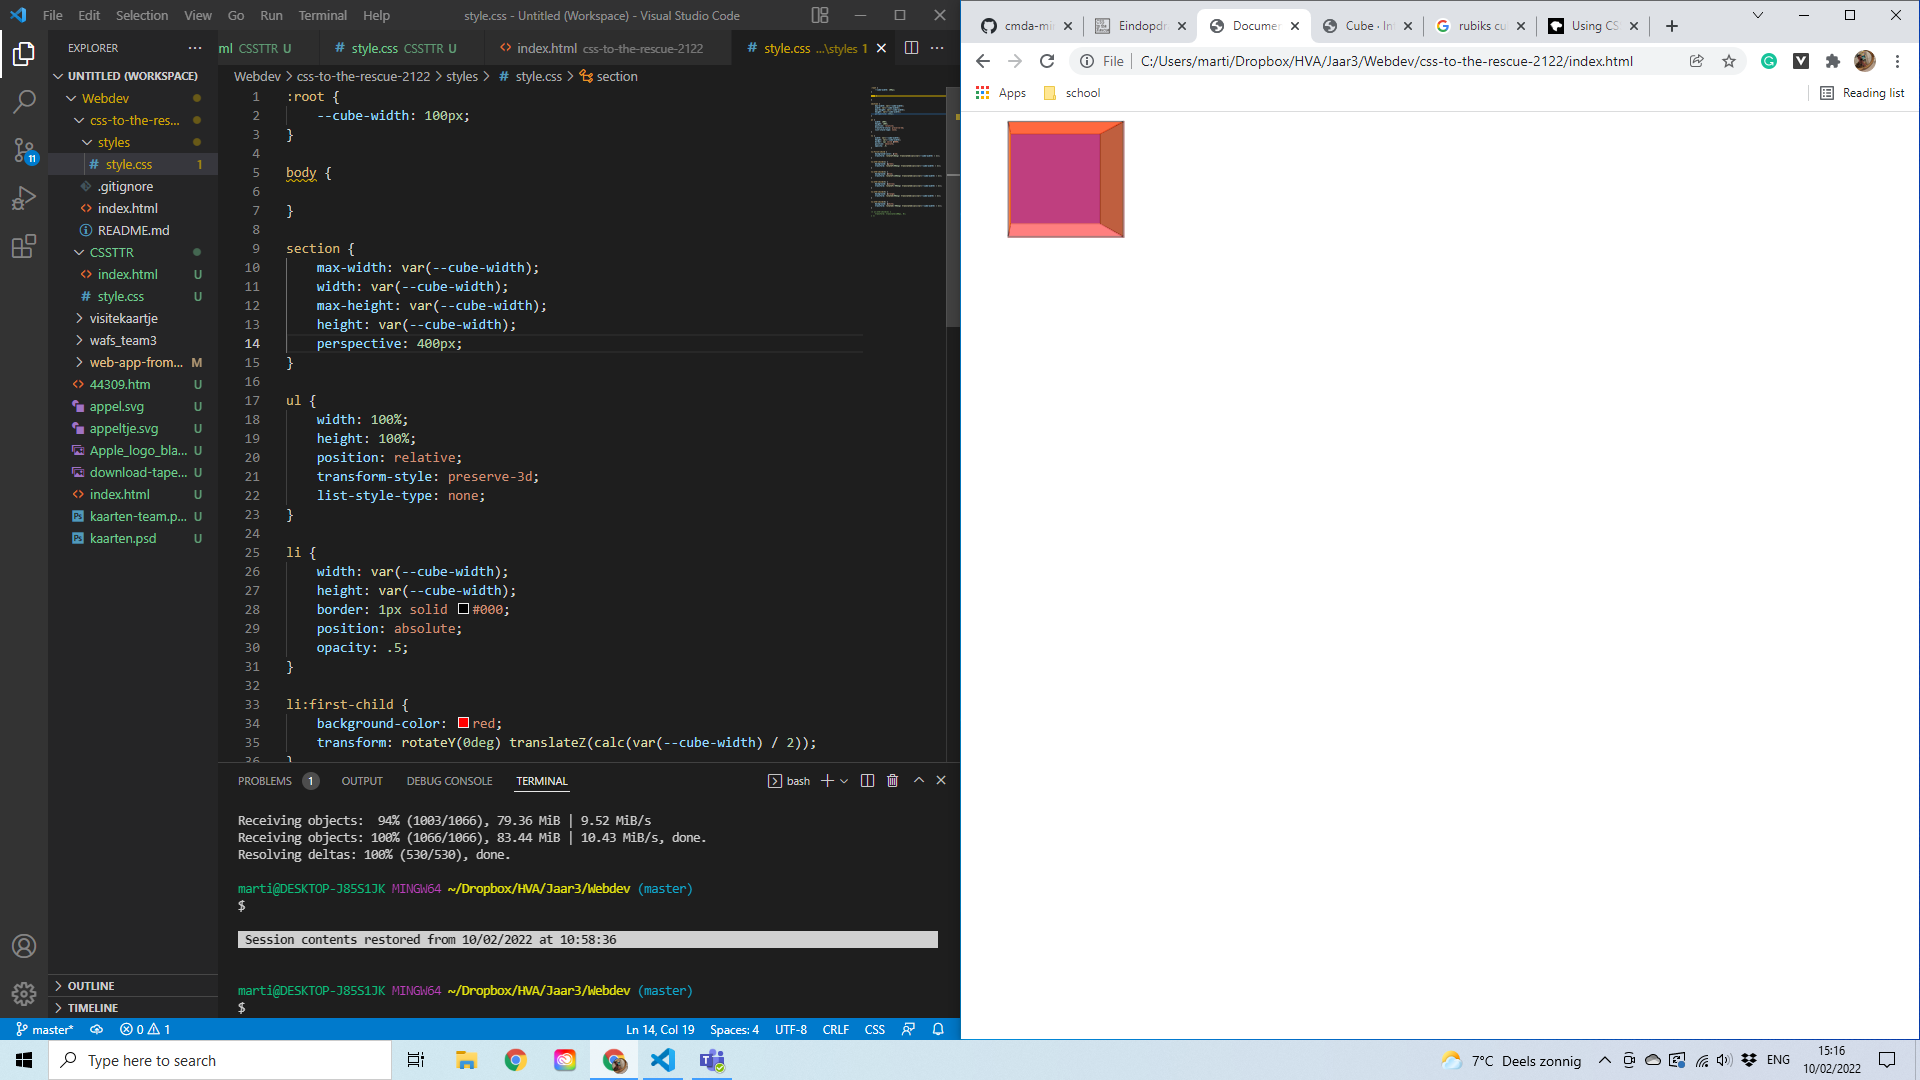 File Edit Selection View Go Run Terminal Help
style.css - Untitled (Workspace) - Visual Studio Code
EXPLORER
UNTITLED (WORKSPACE)
Webdev
css-to-the-res...
styles
# style.css 1
.gitignore
index.html
README.md
CSSTTR
index.html U
# style.css U
visitekaartje
wafs_team3
web-app-from... M
44309.htm U
appel.svg U
appeltje.svg U
Apple_logo_bla... U
download-tape... U
index.html U
kaarten-team.p... U
kaarten.psd U
OUTLINE
TIMELINE
11
ml CSSTTR U
# style.css CSSTTR U
index.html css-to-the-rescue-2122
# style.css ...\styles 1
Webdev > css-to-the-rescue-2122 > styles > # style.css > section
1 :root {
2 --cube-width: 100px;
3 }
4
5 body {
6
7 }
8
9 section {
10 max-width: var(--cube-width);
11 width: var(--cube-width);
12 max-height: var(--cube-width);
13 height: var(--cube-width);
14 perspective: 400px;
15 }
16
17 ul {
18 width: 100%;
19 height: 100%;
20 position: relative;
21 transform-style: preserve-3d;
22 list-style-type: none;
23 }
24
25 li {
26 width: var(--cube-width);
27 height: var(--cube-width);
28 border: 1px solid #000;
29 position: absolute;
30 opacity: .5;
31 }
32
33 li:first-child {
34 background-color: red;
35 transform: rotateY(0deg) translateZ(calc(var(--cube-width) / 2));
36 }
PROBLEMS 1 OUTPUT DEBUG CONSOLE TERMINAL
bash
Receiving objects:  94% (1003/1066), 79.36 MiB | 9.52 MiB/s
Receiving objects: 100% (1066/1066), 83.44 MiB | 10.43 MiB/s, done.
Resolving deltas: 100% (530/530), done.
marti@DESKTOP-J85S1JK MINGW64 ~/Dropbox/HVA/Jaar3/Webdev (master)
$
Session contents restored from 10/02/2022 at 10:58:36
marti@DESKTOP-J85S1JK MINGW64 ~/Dropbox/HVA/Jaar3/Webdev (master)
$
master* 0 1
Ln 14, Col 19 Spaces: 4 UTF-8 CRLF CSS
cmda-mi
Eindopdr
Documen
Cube · In
rubiks cu
Using CS
File C:/Users/marti/Dropbox/HVA/Jaar3/Webdev/css-to-the-rescue-2122/index.html
Apps school Reading list
Type here to search
7°C Deels zonnig
ENG
15:16
10/02/2022